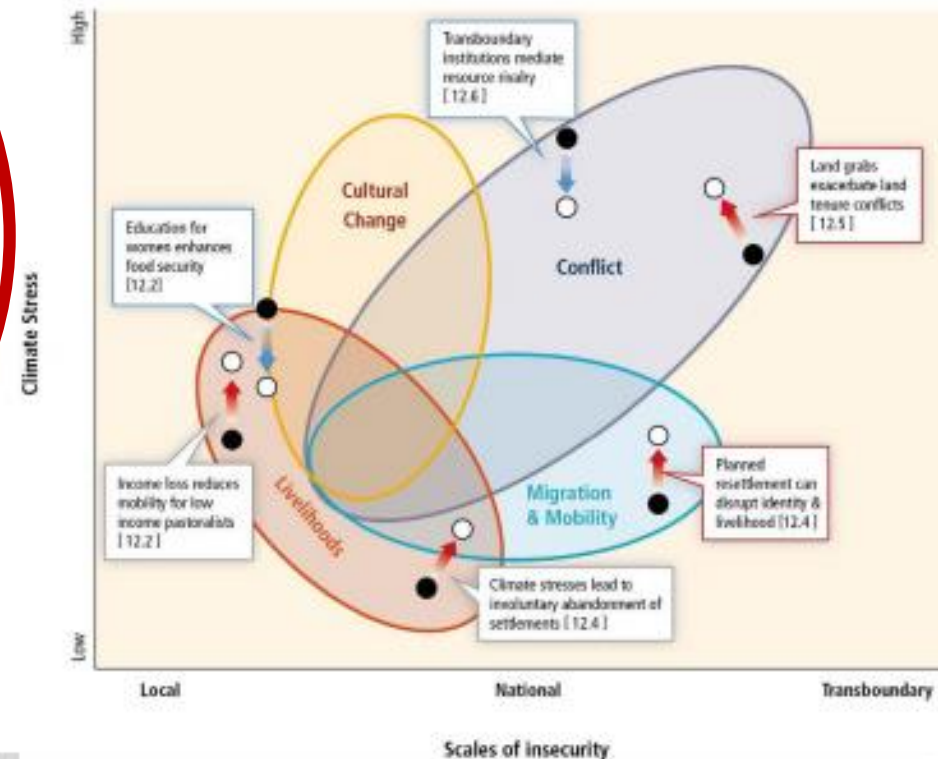 High
Transboundary
institutions mediate
resource rivalry
[ 12.6 ]
Cultural
Change
Land grabs
exacerbate land
tenure conflicts
[ 12.5 ]
Education for
women enhances
food security
[12.2]
Conflict
Climate Stress
Income loss reduces
mobility for low
income pastoralists
[ 12.2 ]
Livelihoods
Migration
& Mobility
Planned
resettlement can
disrupt identity &
livelihood [12.4 ]
Climate stresses lead to
involuntary abandonment of
settlements [ 12.4 ]
Low
Local
National
Transboundary
Scales of insecurity